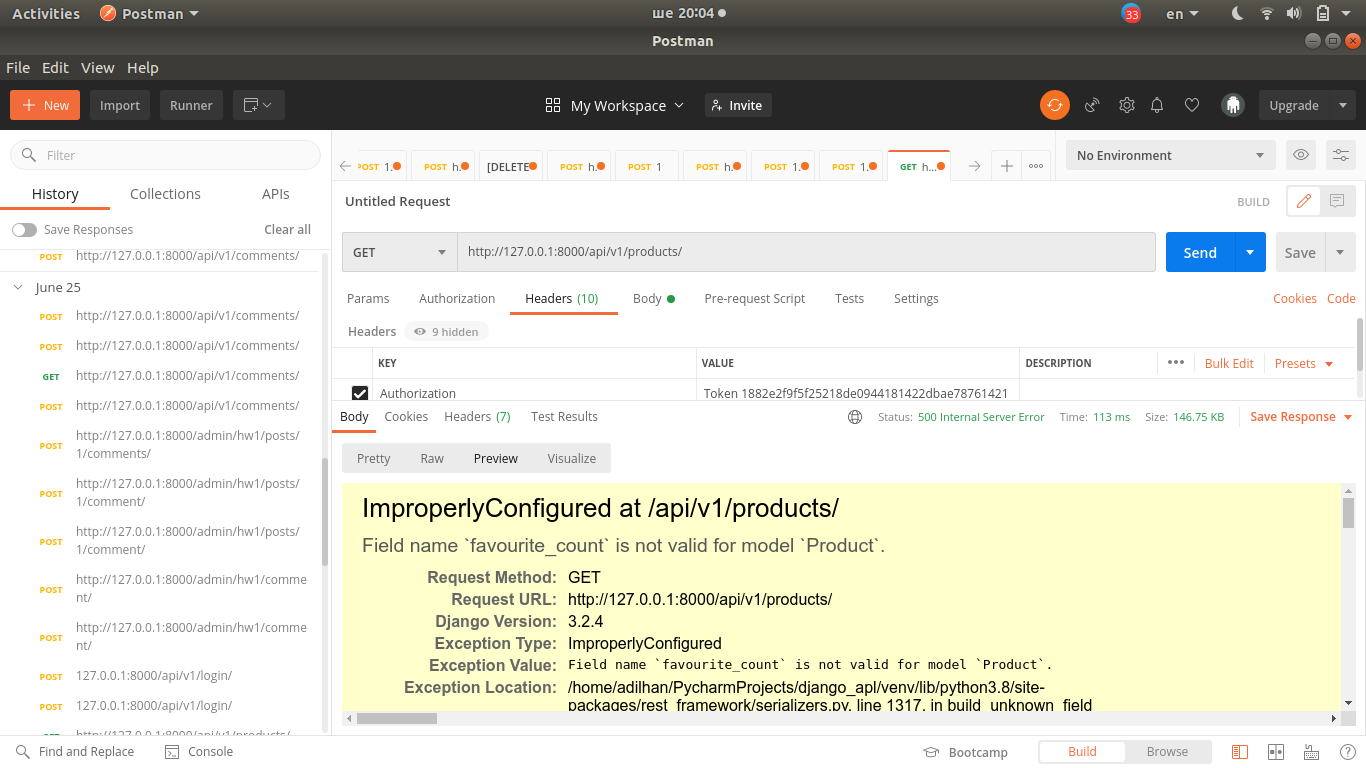 Activities
Postman
ше 20:04
33
en
Postman
File Edit View Help
New
Import
Runner
My Workspace
Invite
Upgrade
Filter
History
Collections
APIs
Save Responses
Clear all
POST http://127.0.0.1:8000/api/v1/comments/
June 25
POST http://127.0.0.1:8000/api/v1/comments/
POST http://127.0.0.1:8000/api/v1/comments/
GET http://127.0.0.1:8000/api/v1/comments/
POST http://127.0.0.1:8000/api/v1/comments/
POST http://127.0.0.1:8000/admin/hw1/posts/
1/comments/
POST http://127.0.0.1:8000/admin/hw1/posts/
1/comment/
POST http://127.0.0.1:8000/admin/hw1/posts/
1/comment/
POST http://127.0.0.1:8000/admin/hw1/comme
nt/
POST http://127.0.0.1:8000/admin/hw1/comme
nt/
POST 127.0.0.1:8000/api/v1/login/
POST 127.0.0.1:8000/api/v1/login/
GET http://127.0.0.1:8000/api/v1/products/
POST 1.
POST h.
[DELETE
POST h.
POST 1
POST h.
POST 1.
POST 1.
GET h...
No Environment
Untitled Request
BUILD
GET
http://127.0.0.1:8000/api/v1/products/
Send
Save
Params
Authorization
Headers (10)
Body
Pre-request Script
Tests
Settings
Cookies
Code
Headers
9 hidden
KEY
VALUE
DESCRIPTION
Bulk Edit
Presets
Authorization
Token 1882e2f9f5f25218de0944181422dbae78761421
Body
Cookies
Headers (7)
Test Results
Status: 500 Internal Server Error
Time: 113 ms
Size: 146.75 KB
Save Response
Pretty
Raw
Preview
Visualize
ImproperlyConfigured at /api/v1/products/
Field name `favourite_count` is not valid for model `Product`.
Request Method: GET
Request URL: http://127.0.0.1:8000/api/v1/products/
Django Version: 3.2.4
Exception Type: ImproperlyConfigured
Exception Value: Field name `favourite_count` is not valid for model `Product`.
Exception Location: /home/adilhan/PycharmProjects/django_apI/venv/lib/python3.8/site-
packages/rest_framework/serializers.py, line 1317, in build_unknown_field
Find and Replace
Console
Bootcamp
Build
Browse